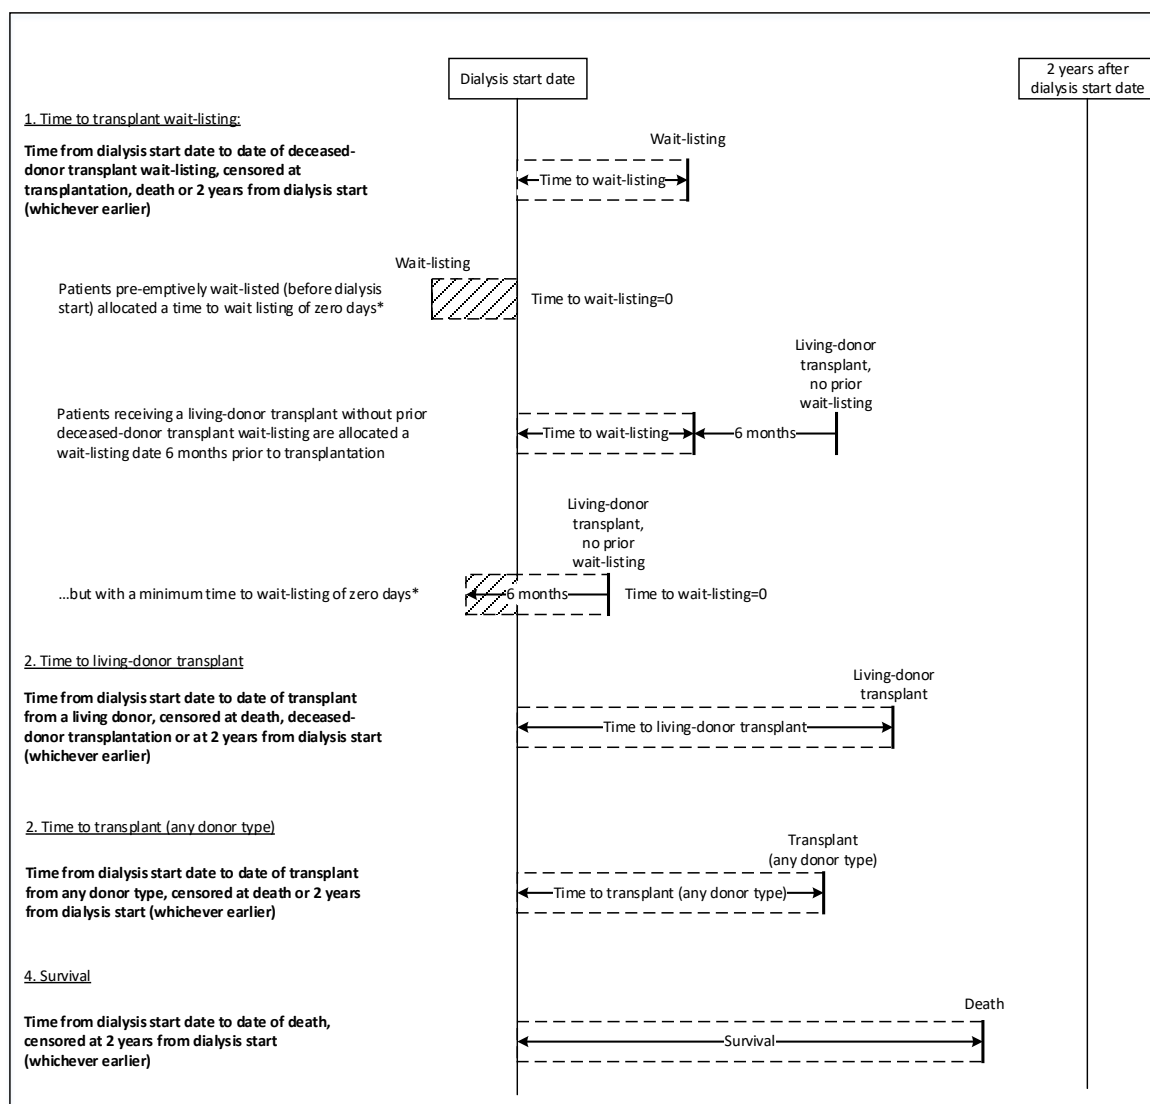 Dialysis start date
2 years after
dialysis start date
1. Time to transplant wait-listing:
Time from dialysis start date to date of deceased-
donor transplant wait-listing, censored at
transplantation, death or 2 years from dialysis start
(whichever earlier)
Wait-listing
Time to wait-listing
Wait-listing
Patients pre-emptively wait-listed (before dialysis
start) allocated a time to wait listing of zero days*
Time to wait-listing=0
Living-donor
transplant,
no prior
wait-listing
Patients receiving a living-donor transplant without prior
deceased-donor transplant wait-listing are allocated a
wait-listing date 6 months prior to transplantation
Time to wait-listing
6 months
Living-donor
transplant,
no prior
wait-listing
...but with a minimum time to wait-listing of zero days*
6 months
Time to wait-listing=0
2. Time to living-donor transplant
Time from dialysis start date to date of transplant
from a living donor, censored at death, deceased-
donor transplantation or at 2 years from dialysis start
(whichever earlier)
Living-donor
transplant
Time to living-donor transplant
2. Time to transplant (any donor type)
Time from dialysis start date to date of transplant
from any donor type, censored at death or 2 years
from dialysis start (whichever earlier)
Transplant
(any donor type)
Time to transplant (any donor type)
4. Survival
Time from dialysis start date to date of death,
censored at 2 years from dialysis start
(whichever earlier)
Death
Survival